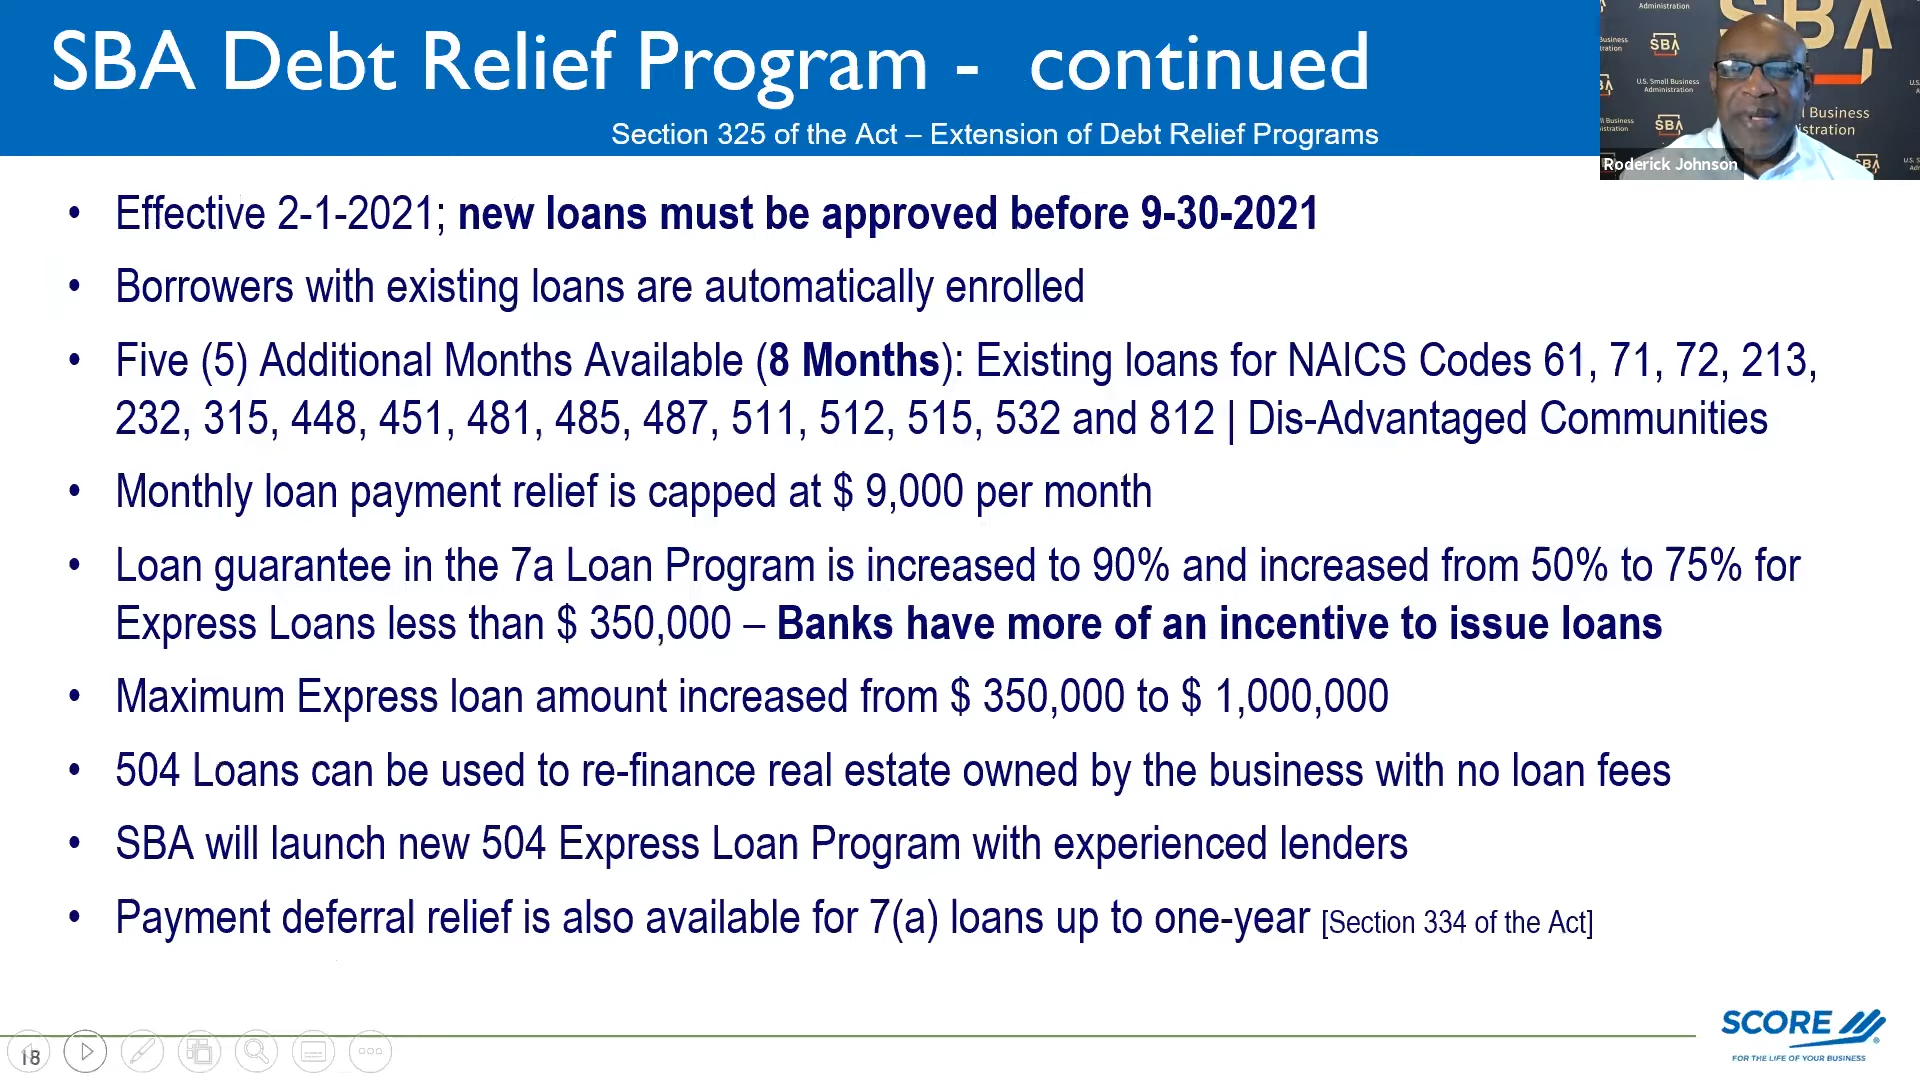 SBA Debt Relief Program - continued
Section 325 of the Act – Extension of Debt Relief Programs
Administration
SBA
U.S. Small Business
Administration
Business
SBA
Roderick Johnson
• Effective 2-1-2021; new loans must be approved before 9-30-2021
• Borrowers with existing loans are automatically enrolled
• Five (5) Additional Months Available (8 Months): Existing loans for NAICS Codes 61, 71, 72, 213,
232, 315, 448, 451, 481, 485, 487, 511, 512, 515, 532 and 812 | Dis-Advantaged Communities
• Monthly loan payment relief is capped at $ 9,000 per month
• Loan guarantee in the 7a Loan Program is increased to 90% and increased from 50% to 75% for
Express Loans less than $ 350,000 – Banks have more of an incentive to issue loans
• Maximum Express loan amount increased from $ 350,000 to $ 1,000,000
• 504 Loans can be used to re-finance real estate owned by the business with no loan fees
• SBA will launch new 504 Express Loan Program with experienced lenders
• Payment deferral relief is also available for 7(a) loans up to one-year [Section 334 of the Act]
18
SCORE
FOR THE LIFE OF YOUR BUSINESS